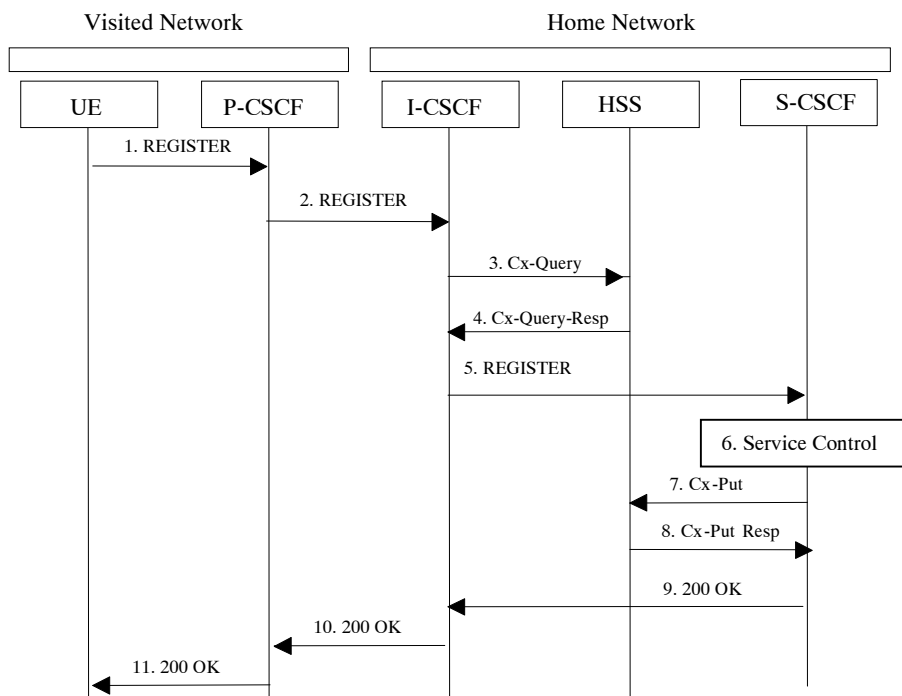 Visited Network
Home Network
UE
P-CSCF
I-CSCF
HSS
S-CSCF
1. REGISTER
2. REGISTER
3. Cx-Query
4. Cx-Query-Resp
5. REGISTER
6. Service Control
7. Cx-Put
8. Cx-Put Resp
9. 200 OK
10. 200 OK
11. 200 OK